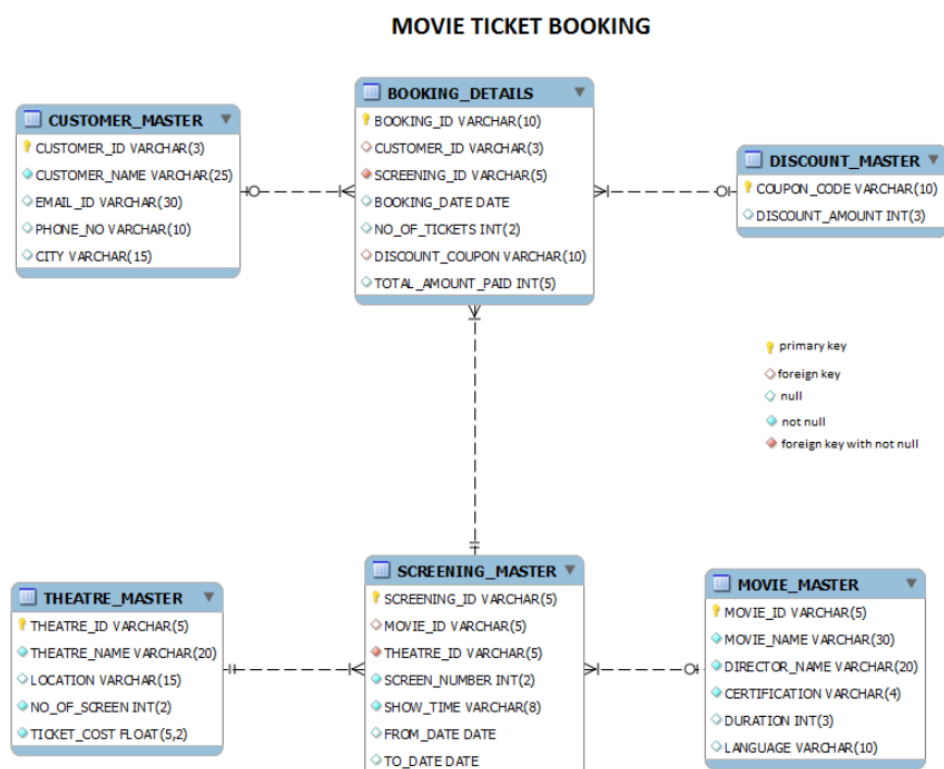 MOVIE TICKET BOOKING
CUSTOMER_MASTER
CUSTOMER_ID VARCHAR(3)
CUSTOMER_NAME VARCHAR(25)
EMAIL_ID VARCHAR(30)
PHONE_NO VARCHAR(10)
CITY VARCHAR(15)
BOOKING_DETAILS
BOOKING_ID VARCHAR(10)
CUSTOMER_ID VARCHAR(3)
SCREENING_ID VARCHAR(5)
BOOKING_DATE DATE
NO_OF_TICKETS INT(2)
DISCOUNT_COUPON VARCHAR(10)
TOTAL_AMOUNT_PAID INT(5)
DISCOUNT_MASTER
COUPON_CODE VARCHAR(10)
DISCOUNT_AMOUNT INT(3)
primary key
foreign key
null
not null
foreign key with not null
THEATRE_MASTER
THEATRE_ID VARCHAR(5)
THEATRE_NAME VARCHAR(20)
LOCATION VARCHAR(15)
NO_OF_SCREEN INT(2)
TICKET_COST FLOAT(5,2)
SCREENING_MASTER
SCREENING_ID VARCHAR(5)
MOVIE_ID VARCHAR(5)
THEATRE_ID VARCHAR(5)
SCREEN_NUMBER INT(2)
SHOW_TIME VARCHAR(8)
FROM_DATE DATE
TO_DATE DATE
MOVIE_MASTER
MOVIE_ID VARCHAR(5)
MOVIE_NAME VARCHAR(30)
DIRECTOR_NAME VARCHAR(20)
CERTIFICATION VARCHAR(4)
DURATION INT(3)
LANGUAGE VARCHAR(10)